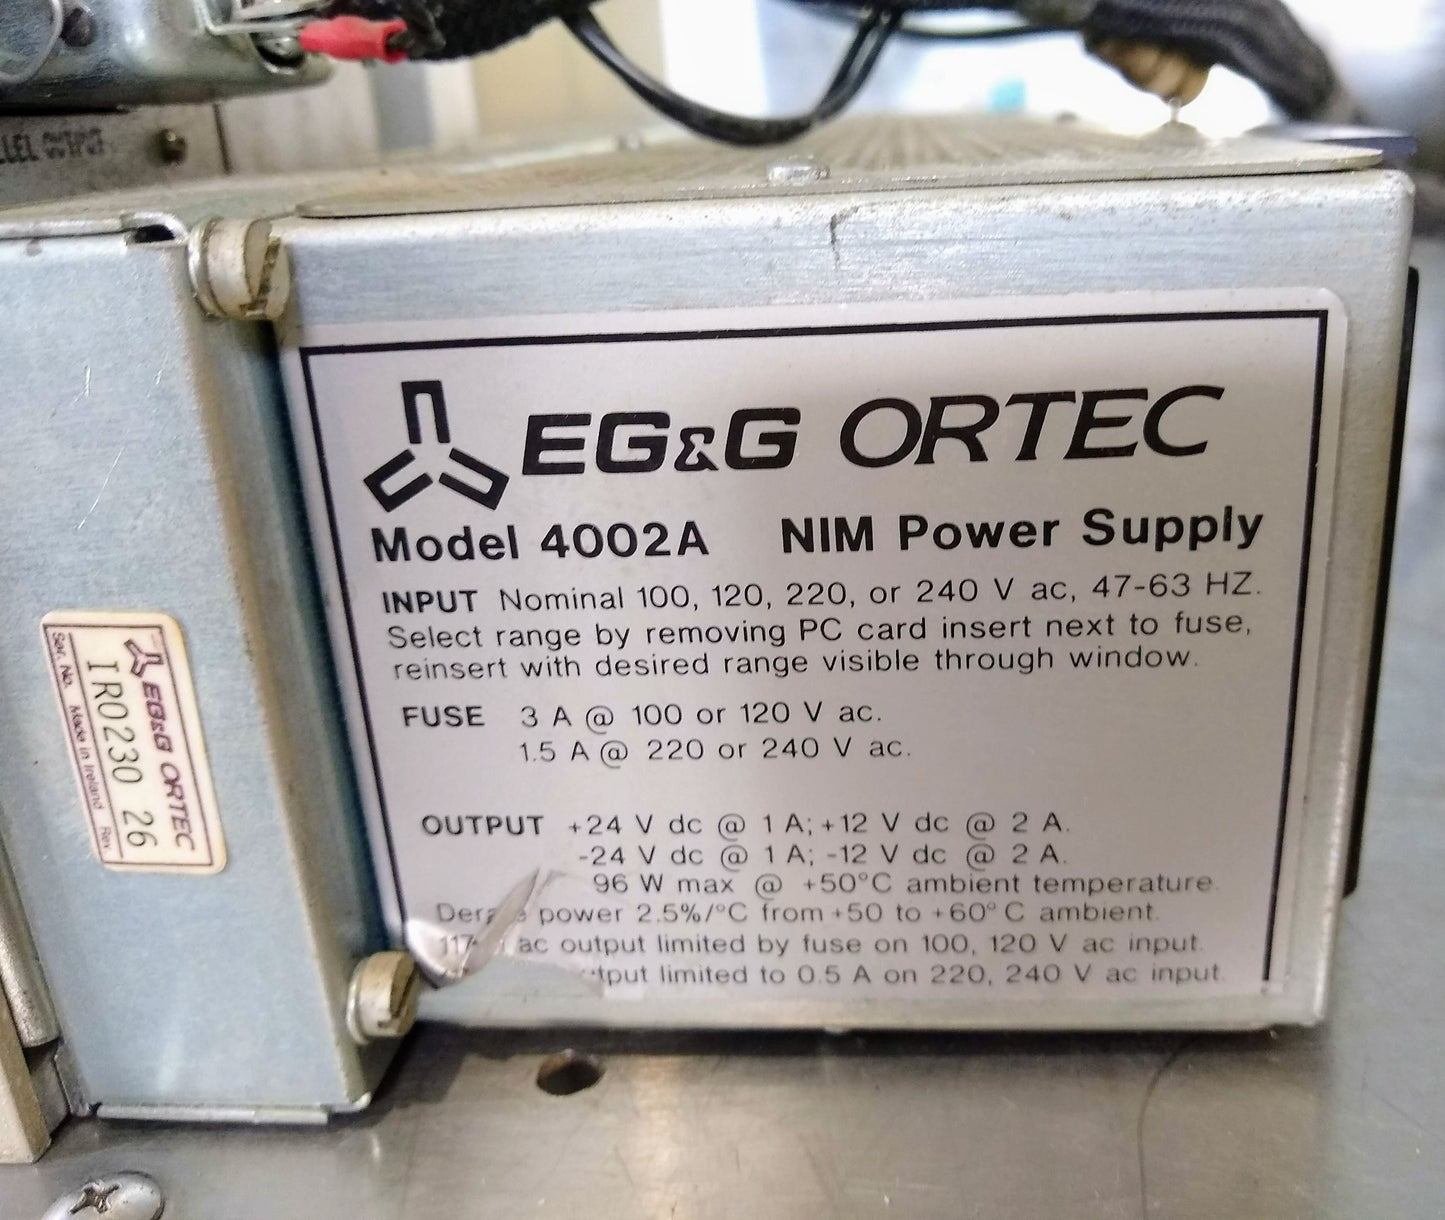 LLEL OUTPUT
EG&G ORTEC
Model 4002A NIM Power Supply
INPUT Nominal 100, 120, 220, or 240 V ac, 47-63 HZ.
Select range by removing PC card insert next to fuse,
reinsert with desired range visible through window.
FUSE 3 A @ 100 or 120 V ac.
1.5 A @ 220 or 240 V ac.
OUTPUT +24 V dc @ 1 A; +12 V dc @ 2 A.
-24 V dc @ 1 A; -12 V dc @ 2 A.
96 W max @ +50°C ambient temperature.
power 2.5%/°C from +50 to +60°C ambient.
117 ac output limited by fuse on 100, 120 V ac input.
tput limited to 0.5 A on 220, 240 V ac input.
EG&G ORTEC
IR0230 26
Ser. No. Made in Ireland Rev.